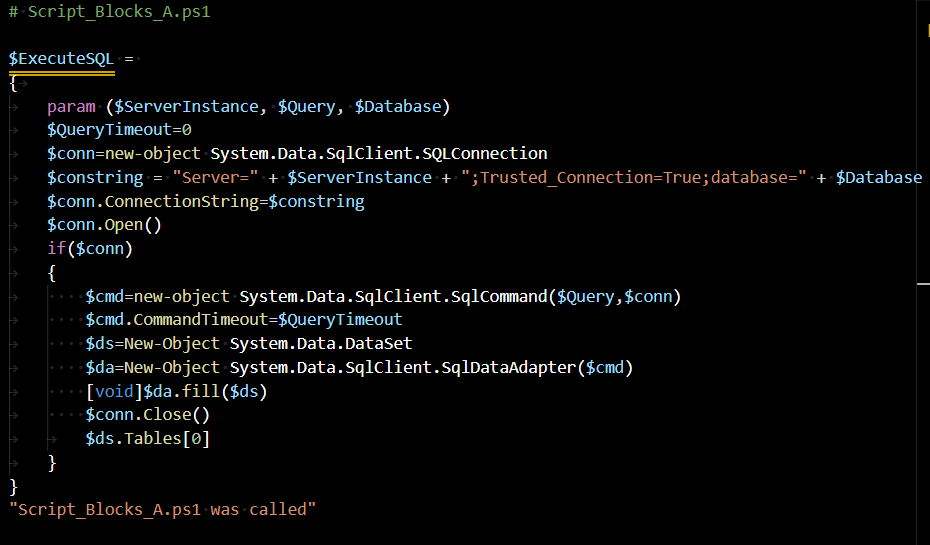 # Script_Blocks_A.ps1
$ExecuteSQL =
{
param ($ServerInstance, $Query, $Database)
$QueryTimeout=0
$conn=new-object System.Data.SqlClient.SQLConnection
$constring = "Server=" + $ServerInstance + ";Trusted_Connection=True;database=" + $Database
$conn.ConnectionString=$constring
$conn.Open()
if($conn)
{
$cmd=new-object System.Data.SqlClient.SqlCommand($Query,$conn)
$cmd.CommandTimeout=$QueryTimeout
$ds=New-Object System.Data.DataSet
$da=New-Object System.Data.SqlClient.SqlDataAdapter($cmd)
[void]$da.fill($ds)
$conn.Close()
$ds.Tables[0]
}
}
"Script_Blocks_A.ps1 was called"